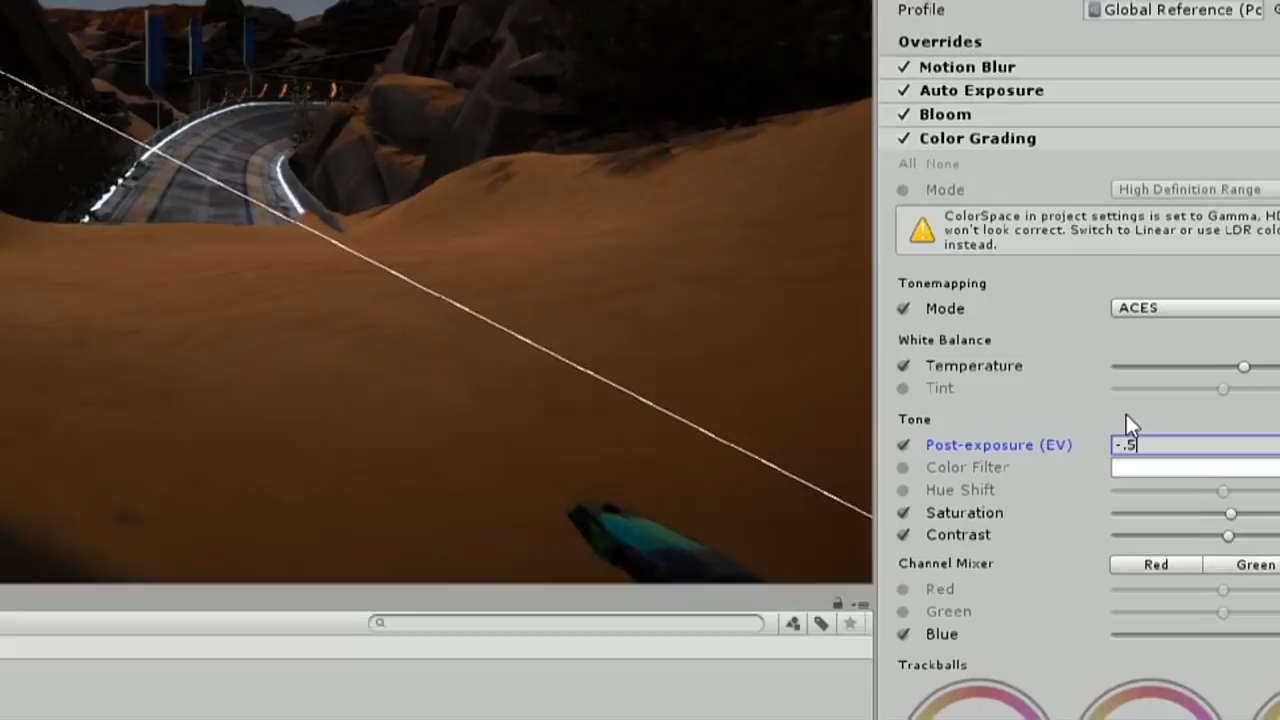 Profile
Global Reference (Pc
Overrides
Motion Blur
Auto Exposure
Bloom
Color Grading
All None
Mode
High Definition Range
ColorSpace in project settings is set to Gamma, HD
won't look correct. Switch to Linear or use LDR colo
instead.
Tonemapping
Mode
ACES
White Balance
Temperature
Tint
Tone
Post-exposure (EV)
-.5
Color Filter
Hue Shift
Saturation
Contrast
Channel Mixer
Red
Green
Red
Green
Blue
Trackballs